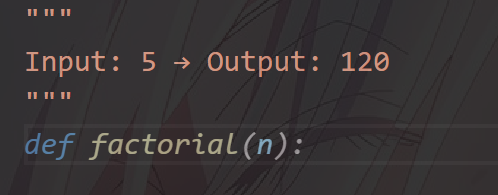 """
Input: 5 → Output: 120
"""
def factorial(n):